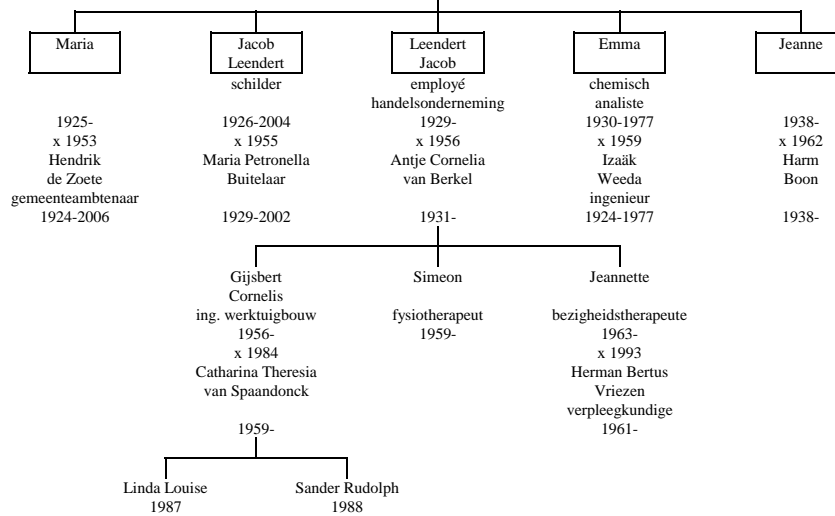 Maria
1925-
x 1953
Hendrik
de Zoete
gemeenteambtenaar
1924-2006
Jacob
Leendert
schilder
1926-2004
x 1955
Maria Petronella
Buitelaar
1929-2002
Leendert
Jacob
employé
handelsonderneming
1929-
x 1956
Antje Cornelia
van Berkel
1931-
Emma
chemisch
analiste
1930-1977
x 1959
Izaäk
Weeda
ingenieur
1924-1977
Jeanne
1938-
x 1962
Harm
Boon
1938-
Gijsbert
Cornelis
ing. werktuigbouw
1956-
x 1984
Catharina Theresia
van Spaandonck
1959-
Simeon
fysiotherapeut
1959-
Jeannette
bezigheidstherapeute
1963-
x 1993
Herman Bertus
Vriezen
verpleegkundige
1961-
Linda Louise
1987
Sander Rudolph
1988